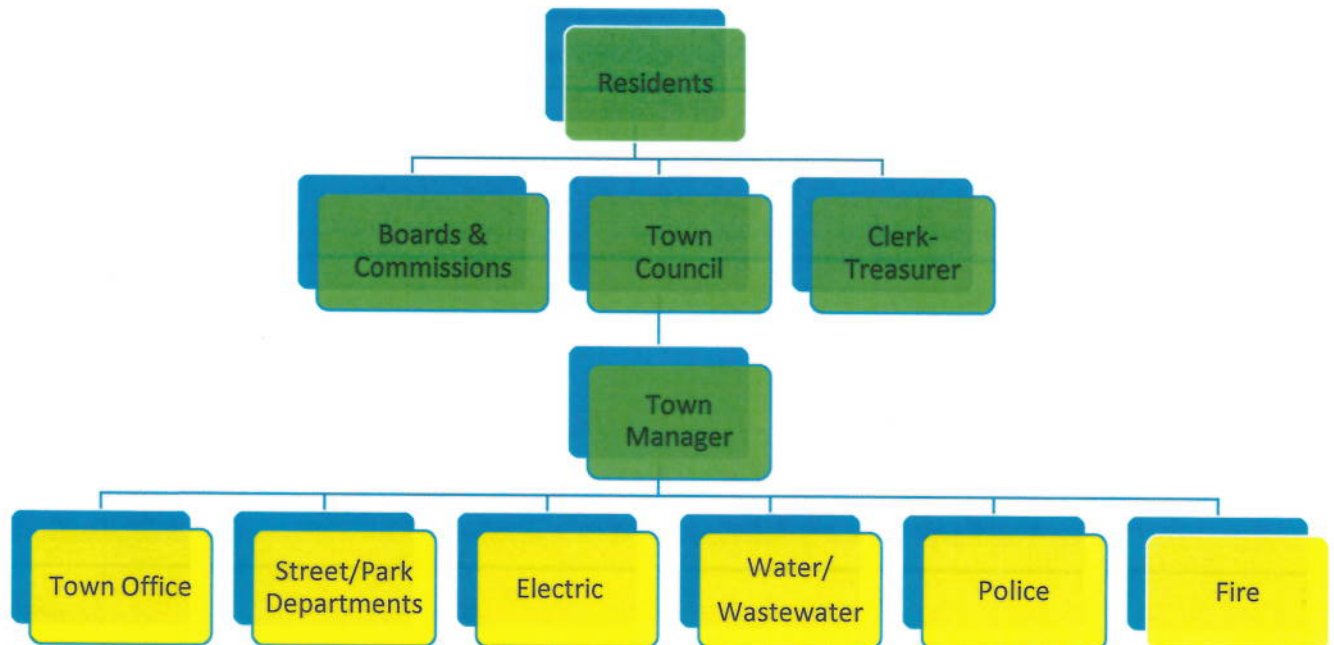 Residents
Boards &
Commissions
Town
Council
Clerk-
Treasurer
Town
Manager
Town Office
Street/Park
Departments
Electric
Water/
Wastewater
Police
Fire